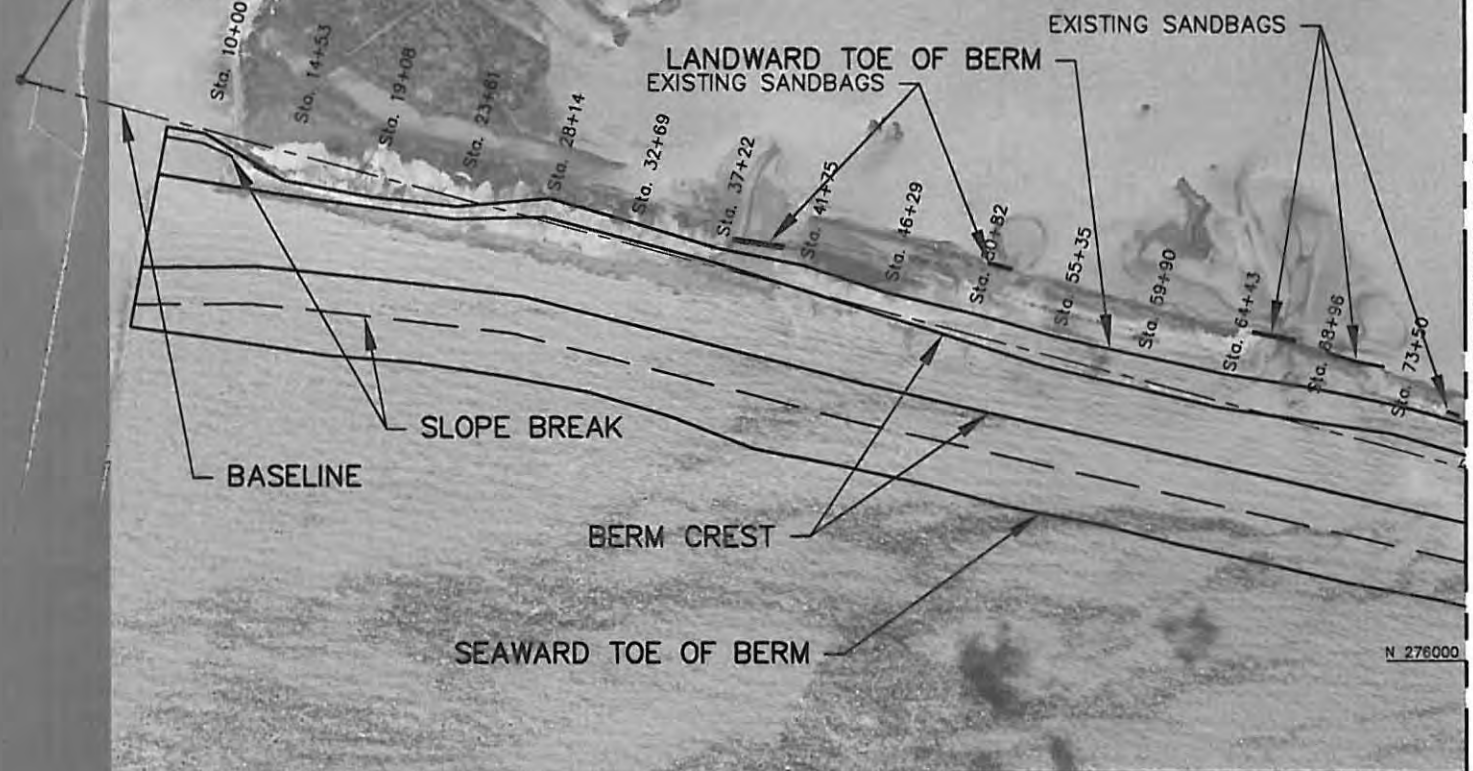 EXISTING SANDBAGS
LANDWARD TOE OF BERM
EXISTING SANDBAGS
Sta. 10+00
Sta. 14+53
Sta. 19+08
Sta. 23+61
Sta. 28+14
Sta. 32+69
Sta. 37+22
Sta. 41+75
Sta. 46+29
Sta. 50+82
Sta. 55+35
Sta. 59+90
Sta. 64+43
Sta. 68+96
Sta. 73+50
SLOPE BREAK
BASELINE
BERM CREST
SEAWARD TOE OF BERM
N 276000